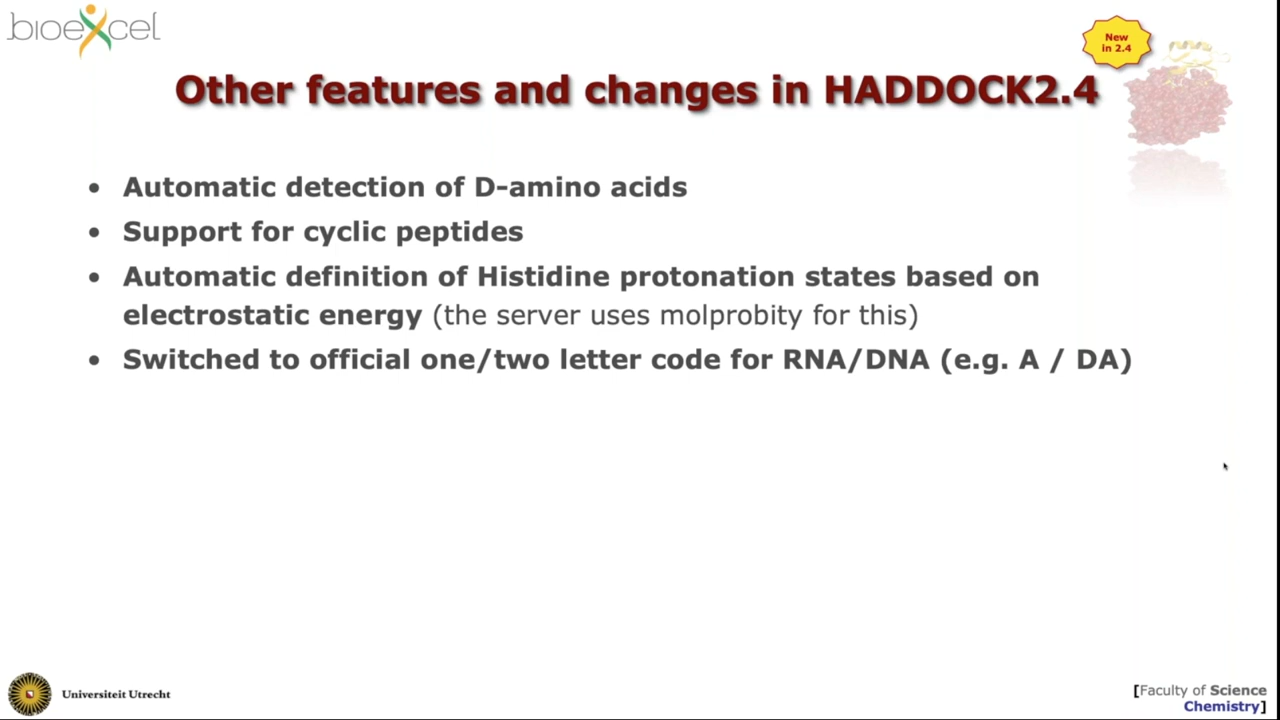 bioexcel
New
in 2.4
Other features and changes in HADDOCK2.4
• Automatic detection of D-amino acids
• Support for cyclic peptides
• Automatic definition of Histidine protonation states based on
electrostatic energy (the server uses molprobity for this)
• Switched to official one/two letter code for RNA/DNA (e.g. A / DA)
Universiteit Utrecht
[Faculty of Science
Chemistry]